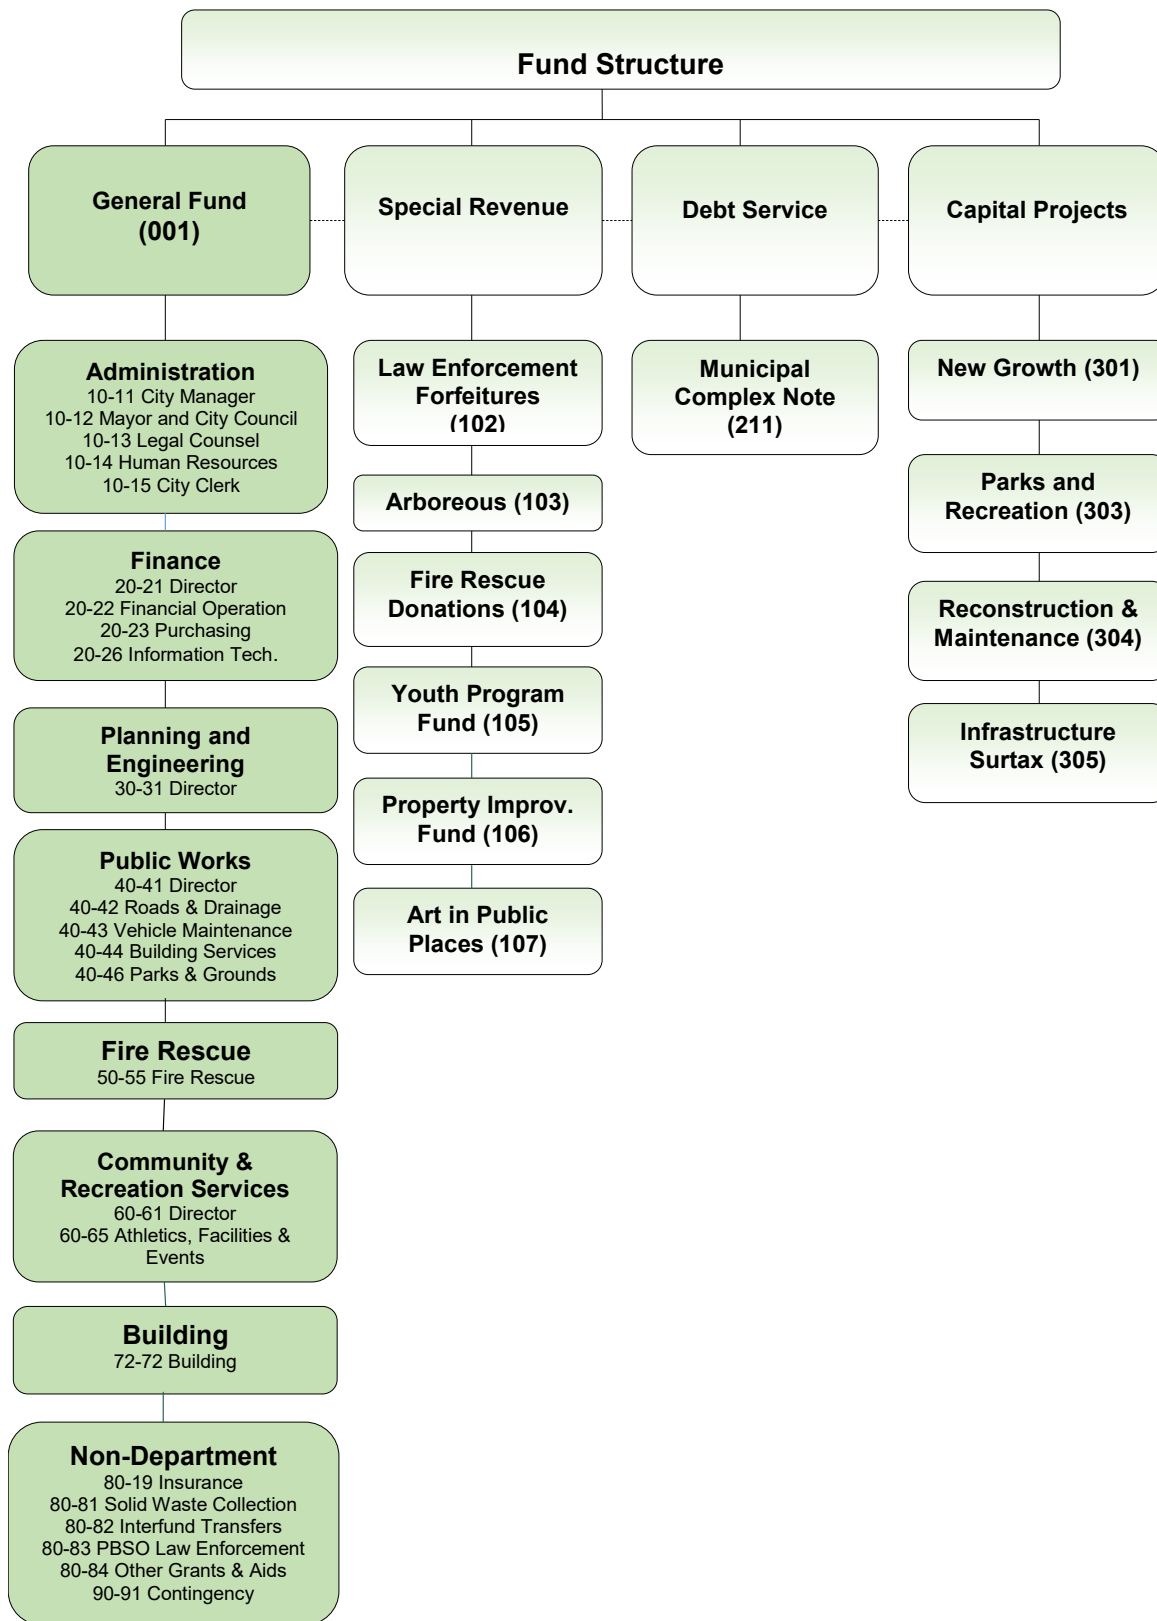 Fund Structure
General Fund
(001)
Special Revenue
Debt Service
Capital Projects
Administration
10-11 City Manager
10-12 Mayor and City Council
10-13 Legal Counsel
10-14 Human Resources
10-15 City Clerk
Finance
20-21 Director
20-22 Financial Operation
20-23 Purchasing
20-26 Information Tech.
Planning and
Engineering
30-31 Director
Public Works
40-41 Director
40-42 Roads & Drainage
40-43 Vehicle Maintenance
40-44 Building Services
40-46 Parks & Grounds
Fire Rescue
50-55 Fire Rescue
Community &
Recreation Services
60-61 Director
60-65 Athletics, Facilities &
Events
Building
72-72 Building
Non-Department
80-19 Insurance
80-81 Solid Waste Collection
80-82 Interfund Transfers
80-83 PBSO Law Enforcement
80-84 Other Grants & Aids
90-91 Contingency
Law Enforcement
Forfeitures
(102)
Arboreous (103)
Fire Rescue
Donations (104)
Youth Program
Fund (105)
Property Improv.
Fund (106)
Art in Public
Places (107)
Municipal
Complex Note
(211)
New Growth (301)
Parks and
Recreation (303)
Reconstruction &
Maintenance (304)
Infrastructure
Surtax (305)